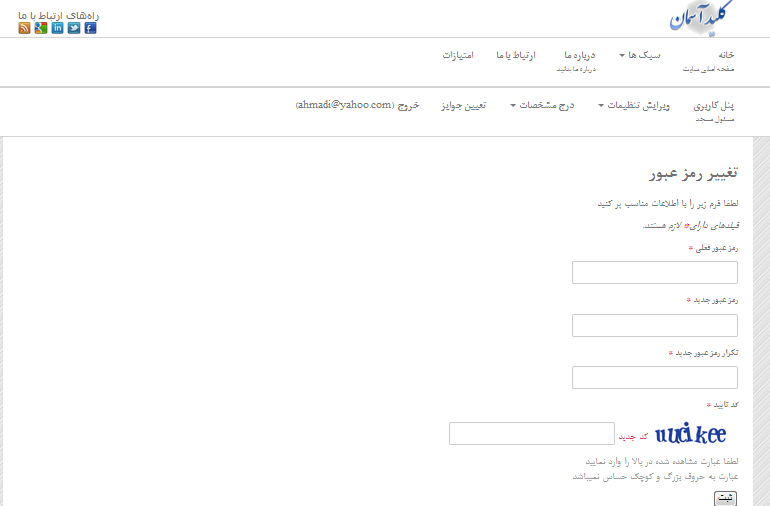 کلید آسمان
راه‌های ارتباط با ما
خانه
صفحه اصلی سایت
سبک ها
درباره ما
درباره ما بدانید
ارتباط با ما
امتیازات
پنل کاربری
مسئول مسجد
ویرایش تنظیمات
درج مشخصات
تعیین جوایز
خروج (ahmadi@yahoo.com)
تغییر رمز عبور
لطفا فرم زیر را با اطلاعات مناسب پر کنید
فیلدهای دارای* لازم هستند.
رمز عبور فعلی *
رمز عبور جدید *
تکرار رمز عبور جدید *
کد تایید *
کد جدید
لطفا عبارت مشاهده شده در بالا را وارد نمایید
عبارت به حروف بزرگ و کوچک حساس نمیباشد
ثبت